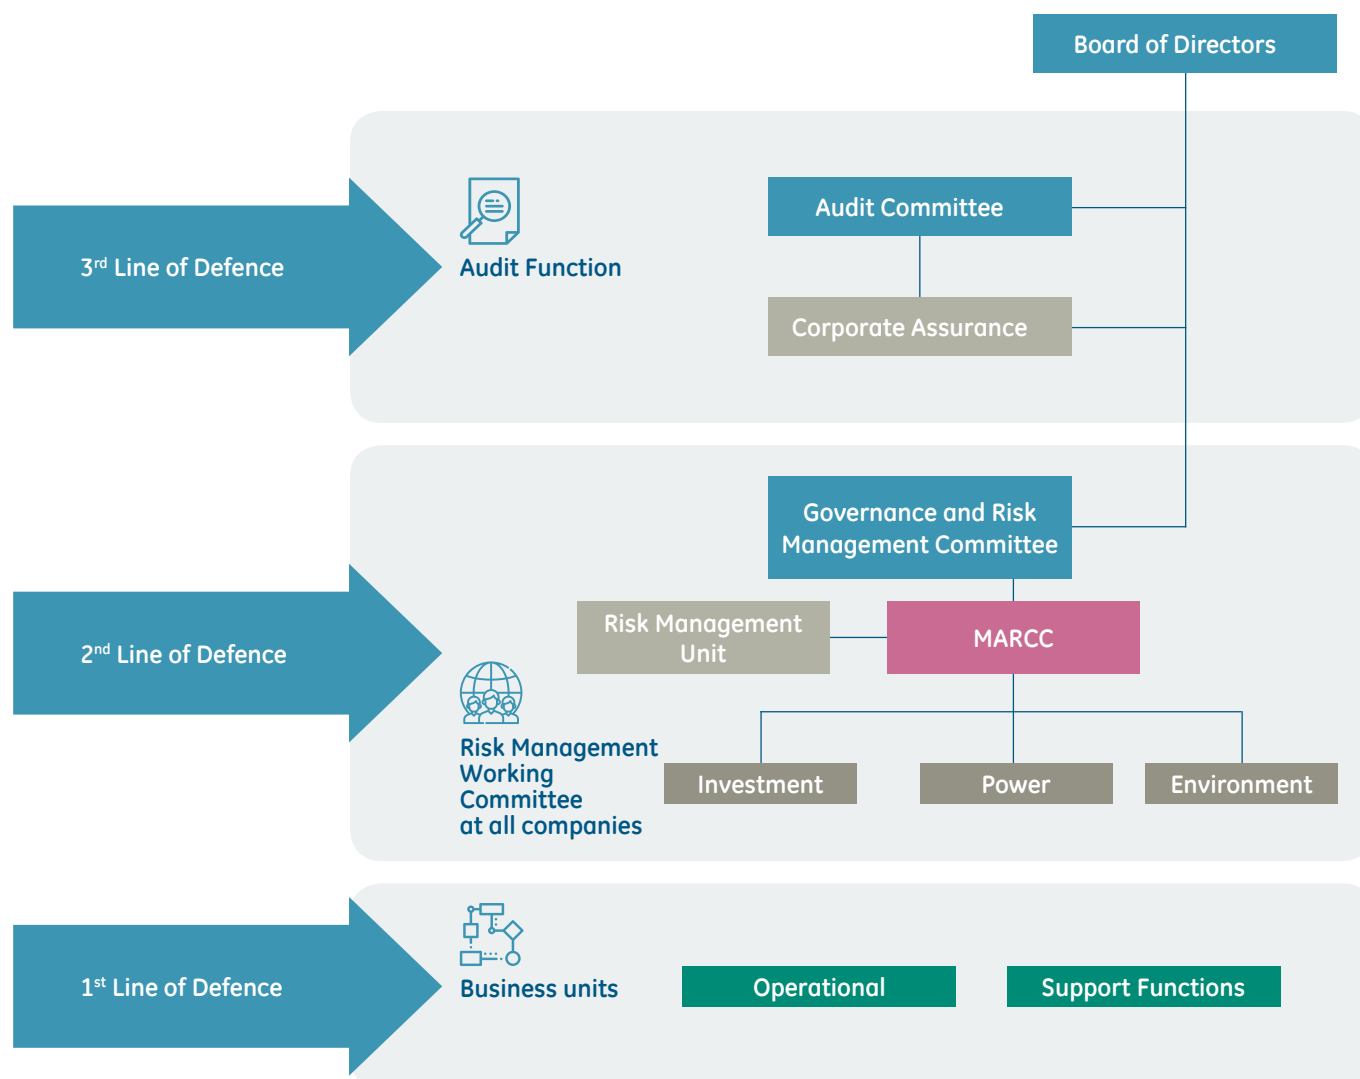 Board of Directors
3rd Line of Defence
Audit Function
Audit Committee
Corporate Assurance
2nd Line of Defence
Risk Management
Working
Committee
at all companies
Governance and Risk
Management Committee
Risk Management
Unit
MARCC
Investment
Power
Environment
1st Line of Defence
Business units
Operational
Support Functions